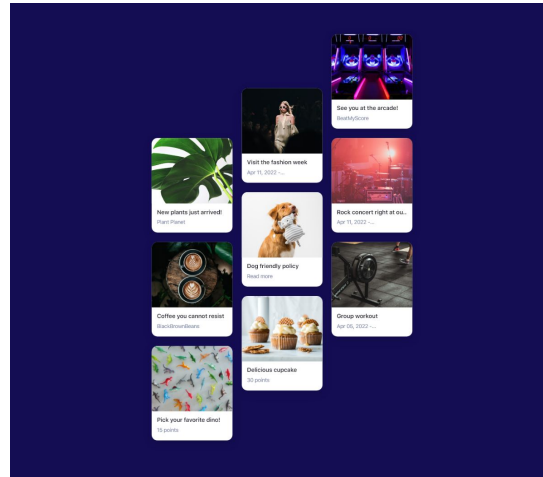 See you at the arcade!
BeatMyScore
Visit the fashion week
Apr 11, 2022 -...
New plants just arrived!
Plant Planet
Rock concert right at ou...
Apr 11, 2022 -...
Dog friendly policy
Read more
Coffee you cannot resist
BlackBrownBeans
Group workout
Apr 05, 2022 -...
Delicious cupcake
30 points
Pick your favorite dino!
15 points